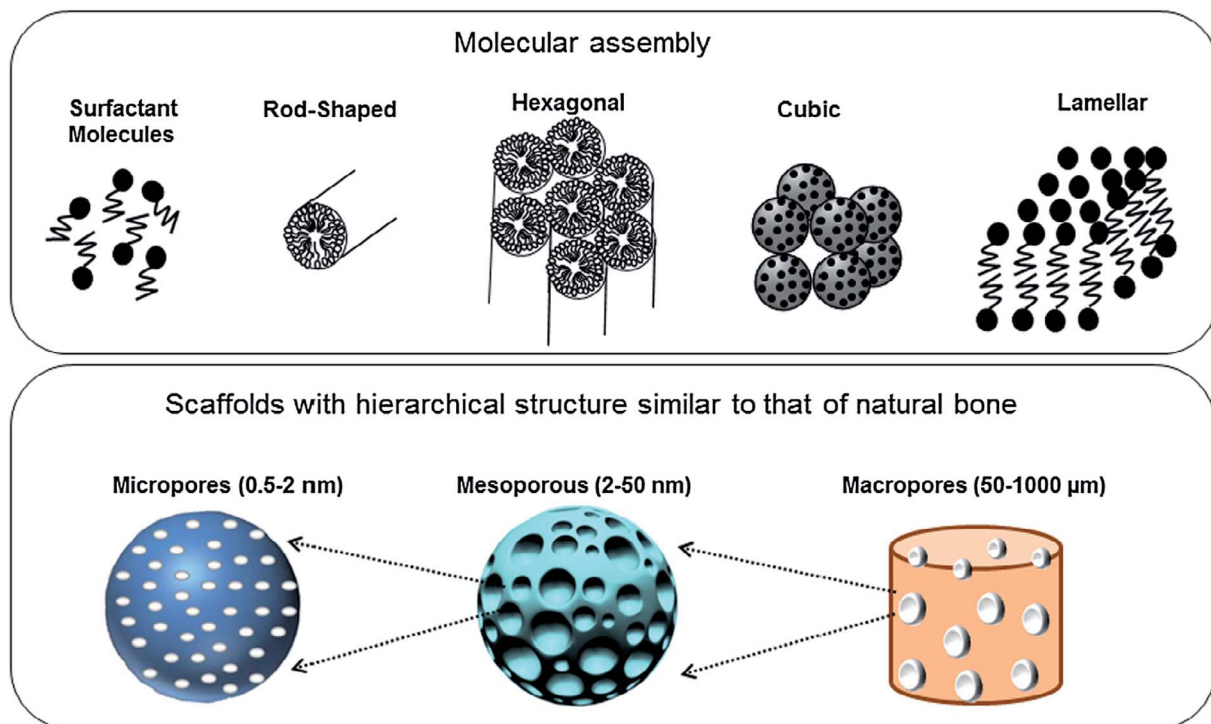 Molecular assembly
Surfactant
Molecules
Rod-Shaped
Hexagonal
Cubic
Lamellar
Scaffolds with hierarchical structure similar to that of natural bone
Micropores (0.5-2 nm)
Mesoporous (2-50 nm)
Macropores (50-1000 µm)